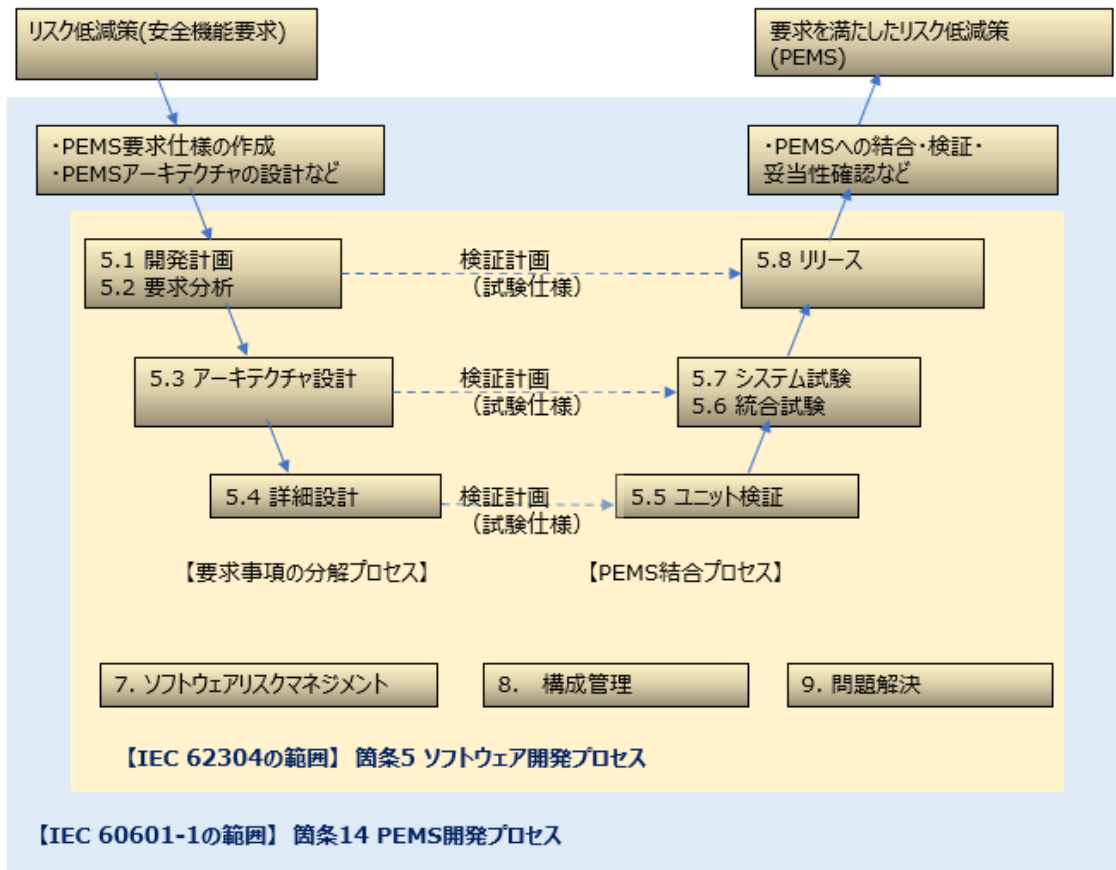 リスク低減策(安全機能要求)
要求を満たしたリスク低減策
(PEMS)
・PEMS要求仕様の作成
・PEMSアーキテクチャの設計など
・PEMSへの結合・検証・
妥当性確認など
5.1 開発計画
5.2 要求分析
検証計画
（試験仕様）
5.8 リリース
5.3 アーキテクチャ設計
検証計画
（試験仕様）
5.7 システム試験
5.6 統合試験
5.4 詳細設計
検証計画
（試験仕様）
5.5 ユニット検証
【要求事項の分解プロセス】
【PEMS結合プロセス】
7. ソフトウェアリスクマネジメント
8.　構成管理
9. 問題解決
【IEC 62304の範囲】 箇条5 ソフトウェア開発プロセス
【IEC 60601-1の範囲】 箇条14 PEMS開発プロセス